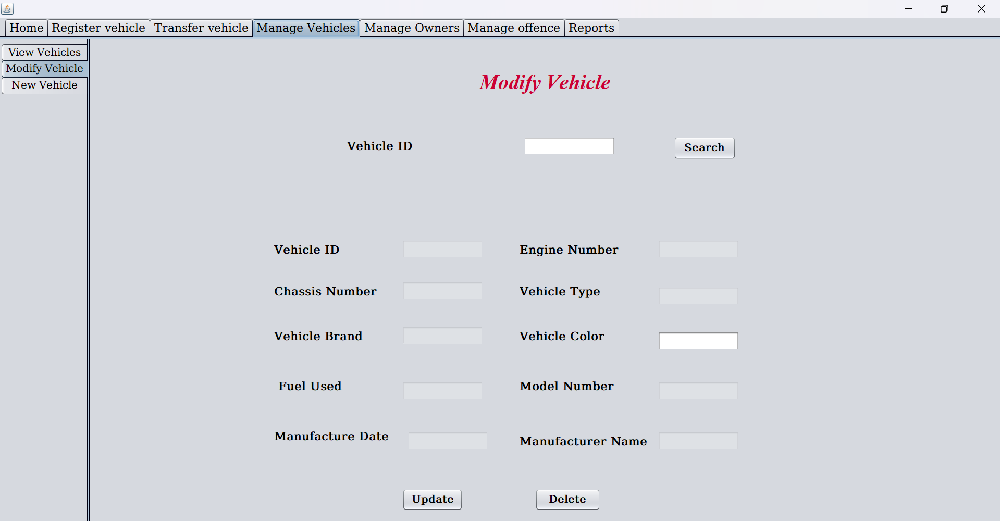 Home Register vehicle Transfer vehicle Manage Vehicles Manage Owners Manage offence Reports
View Vehicles
Modify Vehicle
New Vehicle
Modify Vehicle
Vehicle ID Search
Vehicle ID Engine Number
Chassis Number Vehicle Type
Vehicle Brand Vehicle Color
Fuel Used Model Number
Manufacture Date Manufacturer Name
Update Delete